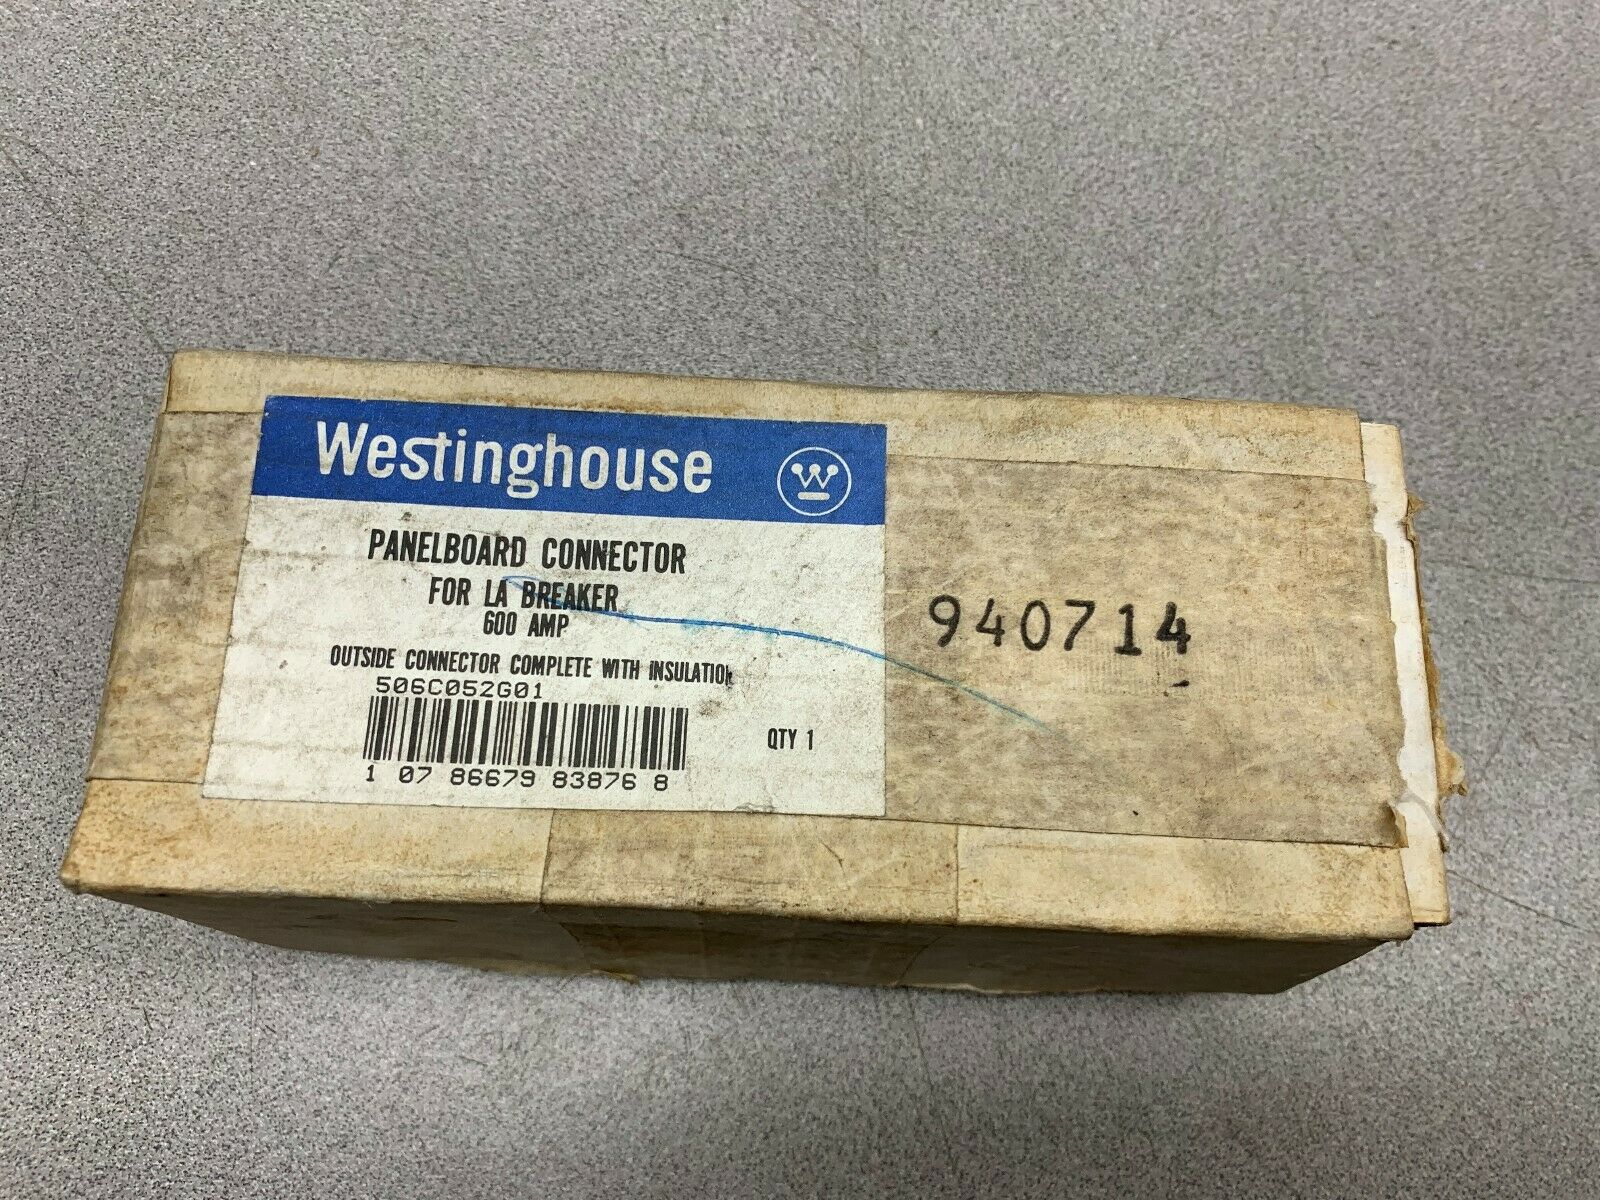 Westinghouse W
PANELBOARD CONNECTOR
FOR LA BREAKER
600 AMP
OUTSIDE CONNECTOR COMPLETE WITH INSULATION
506C052G01
1 07 86679 83876 8
QTY 1
940714